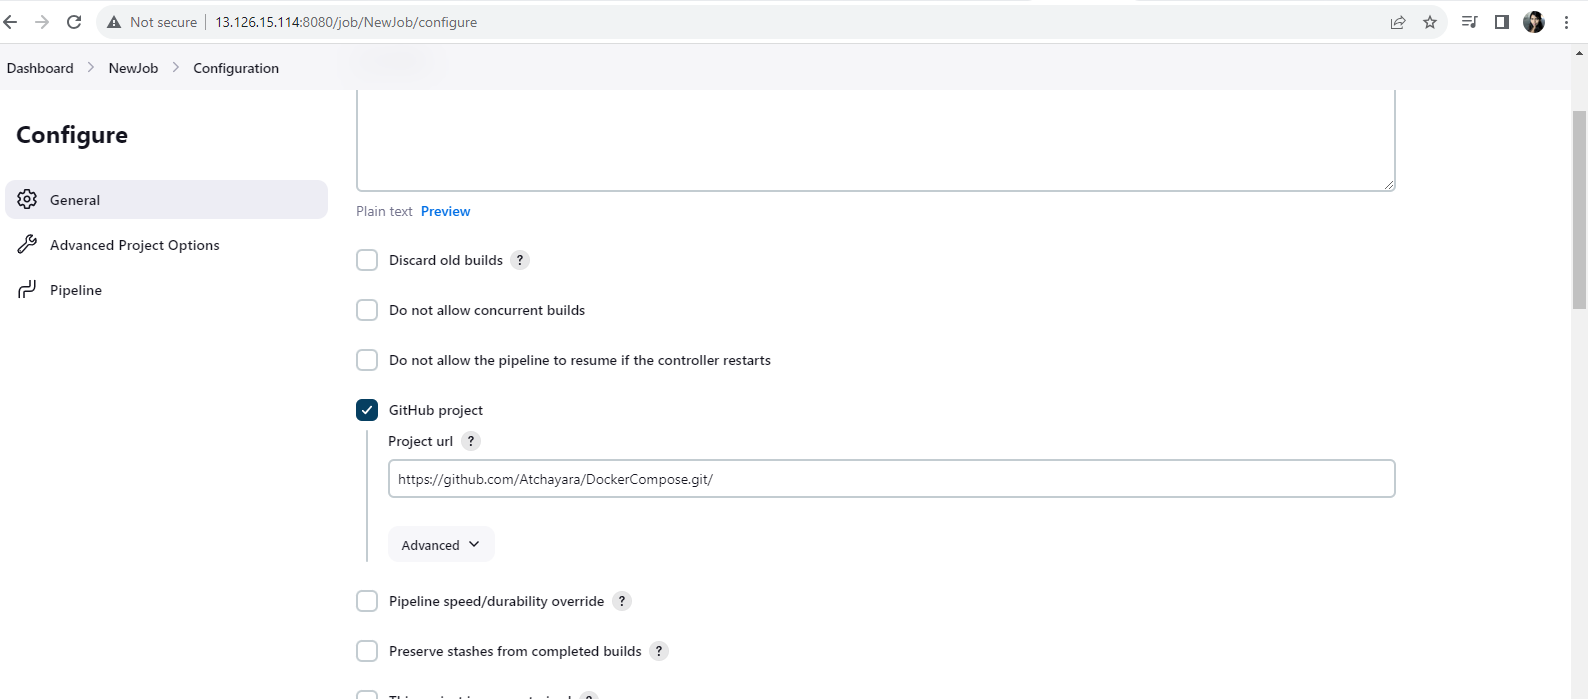 Not secure | 13.126.15.114:8080/job/NewJob/configure
Dashboard > NewJob > Configuration
Configure
General
Advanced Project Options
Pipeline
Plain text Preview
Discard old builds ?
Do not allow concurrent builds
Do not allow the pipeline to resume if the controller restarts
GitHub project
Project url ?
https://github.com/Atchayara/DockerCompose.git/
Advanced
Pipeline speed/durability override ?
Preserve stashes from completed builds ?